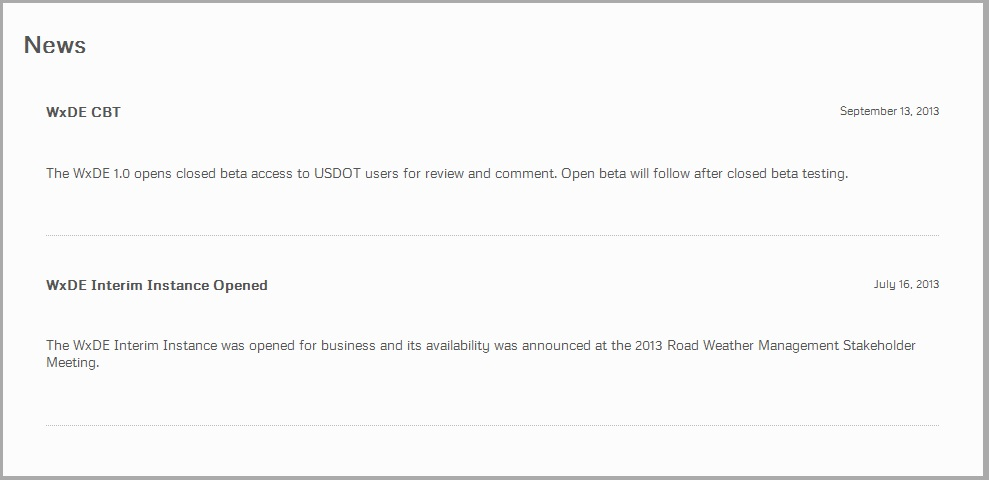 News
WxDE CBT
September 13, 2013
The WxDE 1.0 opens closed beta access to USDOT users for review and comment. Open beta will follow after closed beta testing.
WxDE Interim Instance Opened
July 16, 2013
The WxDE Interim Instance was opened for business and its availability was announced at the 2013 Road Weather Management Stakeholder
Meeting.